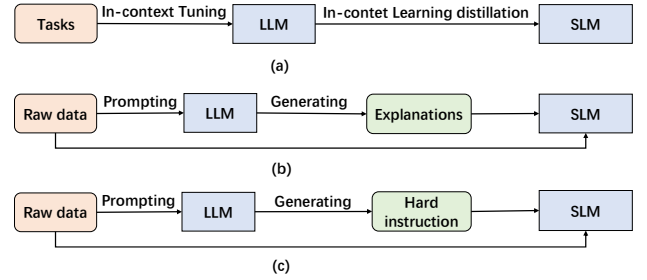 In-context Tuning In-contet Learning distillation
Tasks LLM SLM
(a)
Prompting Generating
Raw data LLM Explanations SLM
(b)
Prompting Generating
Raw data LLM Hard instruction SLM
(c)